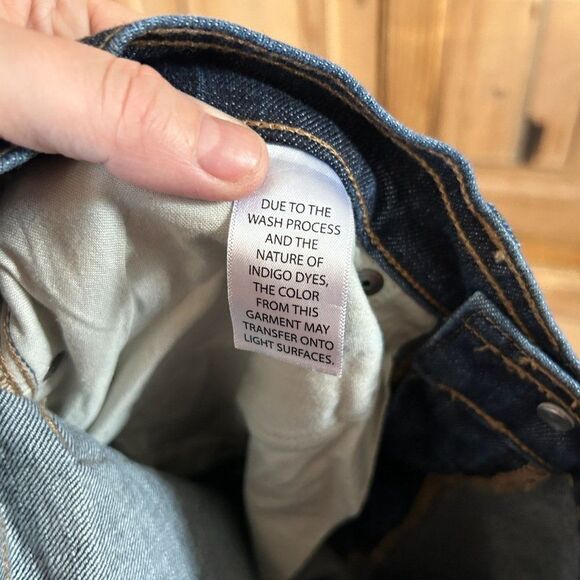 DUE TO THE
WASH PROCESS
AND THE
NATURE OF
INDIGO DYES,
THE COLOR
FROM THIS
GARMENT MAY
TRANSFER ONTO
LIGHT SURFACES.